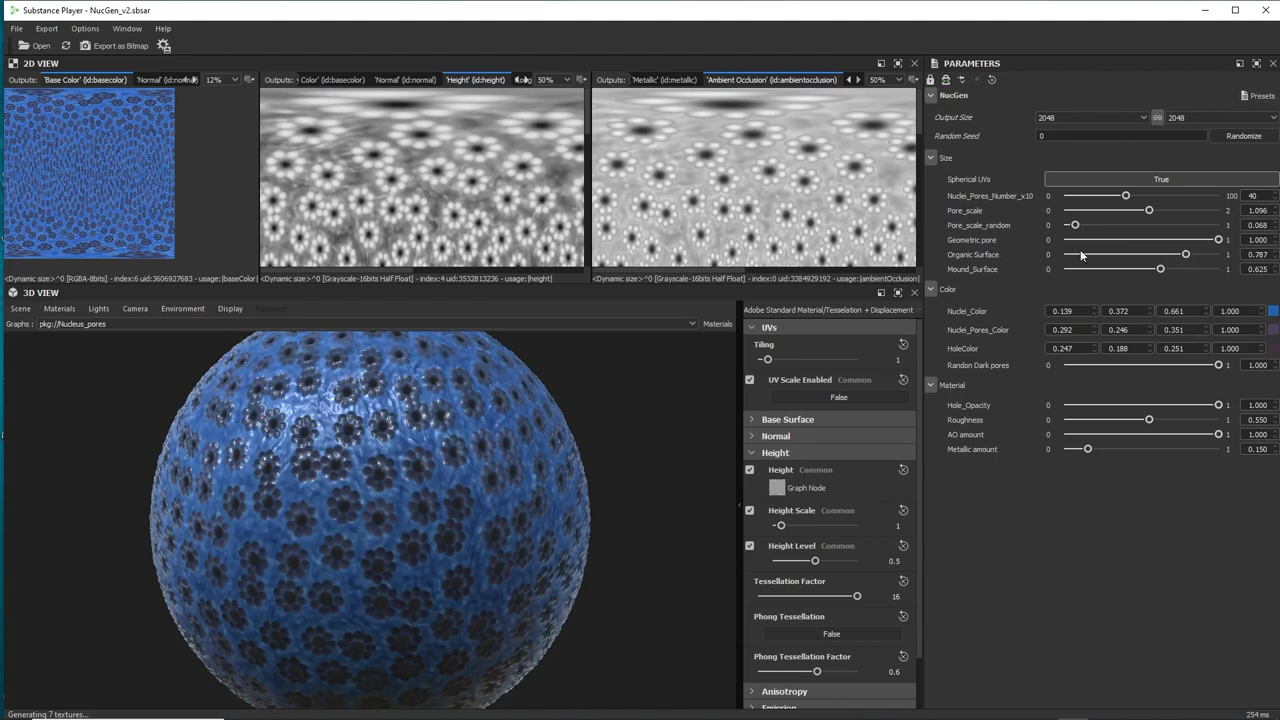 Substance Player - NucGen_v2.sbsar
File Export Options Window Help
Open Export as Bitmap
2D VIEW
Outputs: 'Base Color' (id:basecolor) 'Normal' (id:norma) 12%
Outputs: Color' (id:basecolor) 'Normal' (id:normal) 'Height' (id:height) 50%
Outputs: 'Metallic' (id:metallic) 'Ambient Occlusion' (id:ambientocclusion) 50%
(Dynamic size>^0 [RGBA-8bits] - index:6 uid:3606927683 - usage:|baseColor|
<Dynamic size>^0 [Grayscale-16bits Half Float] - index:4 uid:3532813236 - usage:|height|
<Dynamic size>^0 [Grayscale-16bits Half Float] - index:0 uid:3384929192 - usage:|ambientOcclusion|
3D VIEW
Scene Materials Lights Camera Environment Display Renderer
Graphs : pkg://Nucleus_pores Materials
Adobe Standard Material/Tesselation + Displacement
UVs
Tiling
1
UV Scale Enabled Common
False
Base Surface
Normal
Height
Height Common
Graph Node
Height Scale Common
1
Height Level Common
0.5
Tessellation Factor
16
Phong Tessellation
False
Phong Tessellation Factor
0.6
Anisotropy
Emission
PARAMETERS
NucGen Presets
Output Size 2048 2048
Random Seed 0 Randomize
Size
Spherical UVs True
Nuclei_Pores_Number_x10 0 100 40
Pore_scale 0 2 1.096
Pore_scale_random 0 1 0.068
Geometric pore 0 1 1.000
Organic Surface 0 1 0.787
Mound_Surface 0 1 0.625
Color
Nuclei_Color 0.139 0.372 0.661 1.000
Nuclei_Pores_Color 0.292 0.246 0.351 1.000
HoleColor 0.247 0.188 0.251 1.000
Randon Dark pores 0 1 1.000
Material
Hole_Opacity 0 1 1.000
Roughness 0 1 0.550
AO amount 0 1 1.000
Metallic amount 0 1 0.150
Generating 7 textures... 254 ms